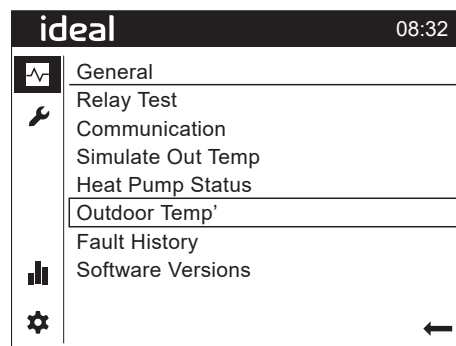 ideal 08:32
General
Relay Test
Communication
Simulate Out Temp
Heat Pump Status
Outdoor Temp’
Fault History
Software Versions